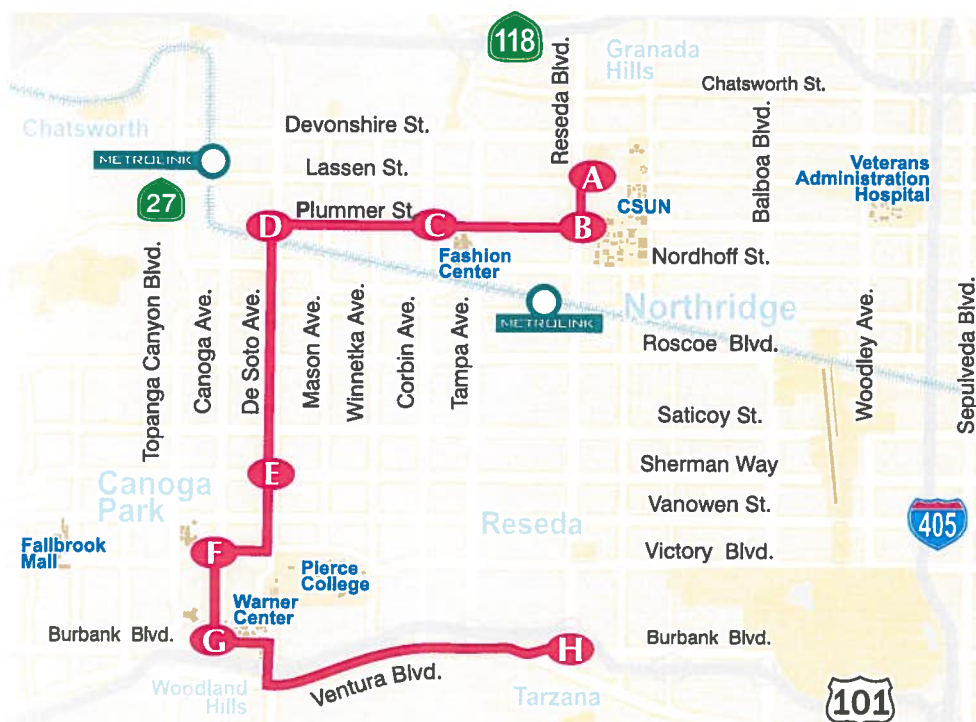 118
Reseda Blvd.
Granada
Hills
Chatsworth St.
Chatsworth
Devonshire St.
Balboa Blvd.
METROLINK
Lassen St.
A
Veterans
Administration
Hospital
27
CSUN
D
Plummer St.
C
B
Fashion
Center
Nordhoff St.
Topanga Canyon Blvd.
Canoga Ave.
De Soto Ave.
Mason Ave.
Winnetka Ave.
Corbin Ave.
Tampa Ave.
METROLINK
Northridge
Woodley Ave.
Sepulveda Blvd.
Roscoe Blvd.
Saticoy St.
E
Sherman Way
Canoga
Park
Vanowen St.
Reseda
405
Fallbrook
Mall
F
Victory Blvd.
Pierce
College
Warner
Center
Burbank Blvd.
G
H
Burbank Blvd.
Ventura Blvd.
Woodland
Hills
Tarzana
101